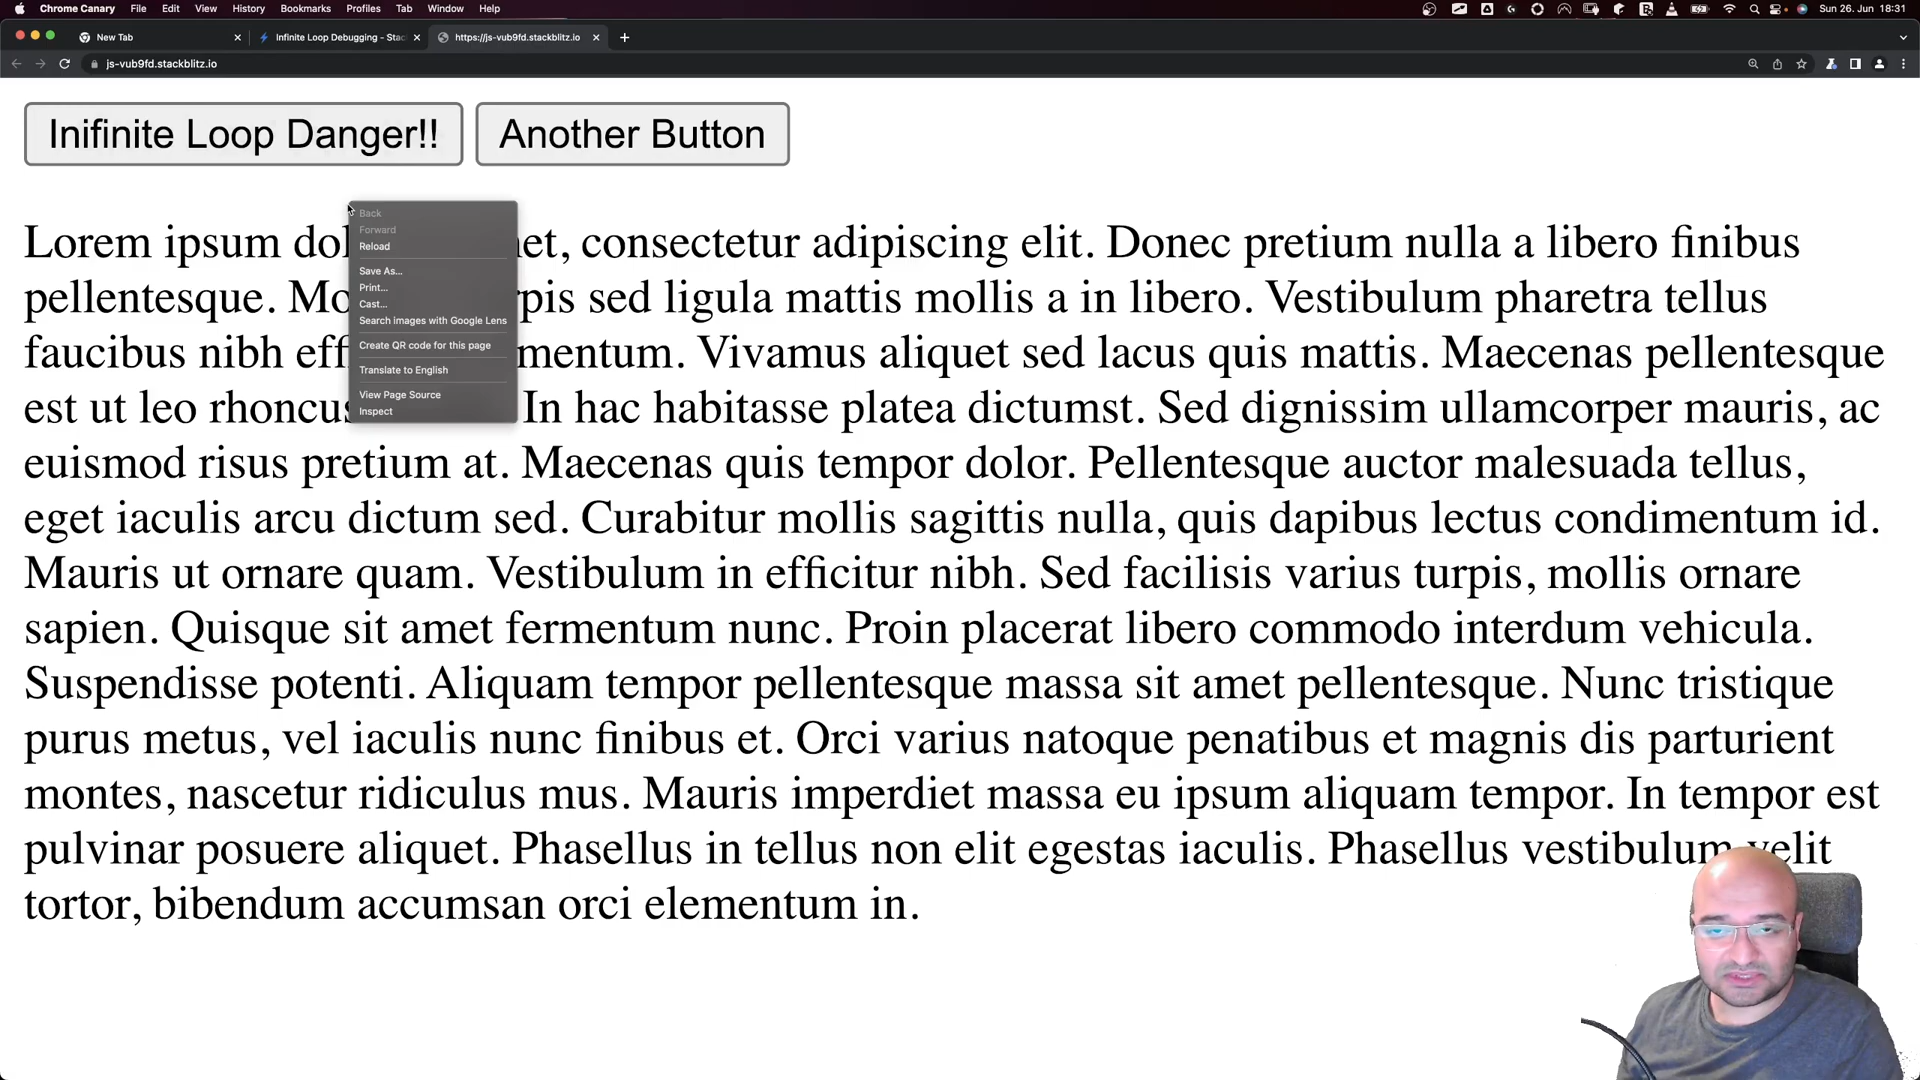 Chrome Canary File Edit View History Bookmarks Profiles Tab Window Help Sun 26. Jun 18:31
New Tab Infinite Loop Debugging - Stac https://js-vub9fd.stackblitz.io
js-vub9fd.stackblitz.io
Inifinite Loop Danger!! Another Button
Back
Forward
Reload
Save As...
Print...
Cast...
Search images with Google Lens
Create QR code for this page
Translate to English
View Page Source
Inspect
Lorem ipsum dol et, consectetur adipiscing elit. Donec pretium nulla a libero finibus
pellentesque. Mo rpis sed ligula mattis mollis a in libero. Vestibulum pharetra tellus
faucibus nibh eff mentum. Vivamus aliquet sed lacus quis mattis. Maecenas pellentesque
est ut leo rhoncus In hac habitasse platea dictumst. Sed dignissim ullamcorper mauris, ac
euismod risus pretium at. Maecenas quis tempor dolor. Pellentesque auctor malesuada tellus,
eget iaculis arcu dictum sed. Curabitur mollis sagittis nulla, quis dapibus lectus condimentum id.
Mauris ut ornare quam. Vestibulum in efficitur nibh. Sed facilisis varius turpis, mollis ornare
sapien. Quisque sit amet fermentum nunc. Proin placerat libero commodo interdum vehicula.
Suspendisse potenti. Aliquam tempor pellentesque massa sit amet pellentesque. Nunc tristique
purus metus, vel iaculis nunc finibus et. Orci varius natoque penatibus et magnis dis parturient
montes, nascetur ridiculus mus. Mauris imperdiet massa eu ipsum aliquam tempor. In tempor est
pulvinar posuere aliquet. Phasellus in tellus non elit egestas iaculis. Phasellus vestibulum velit
tortor, bibendum accumsan orci elementum in.